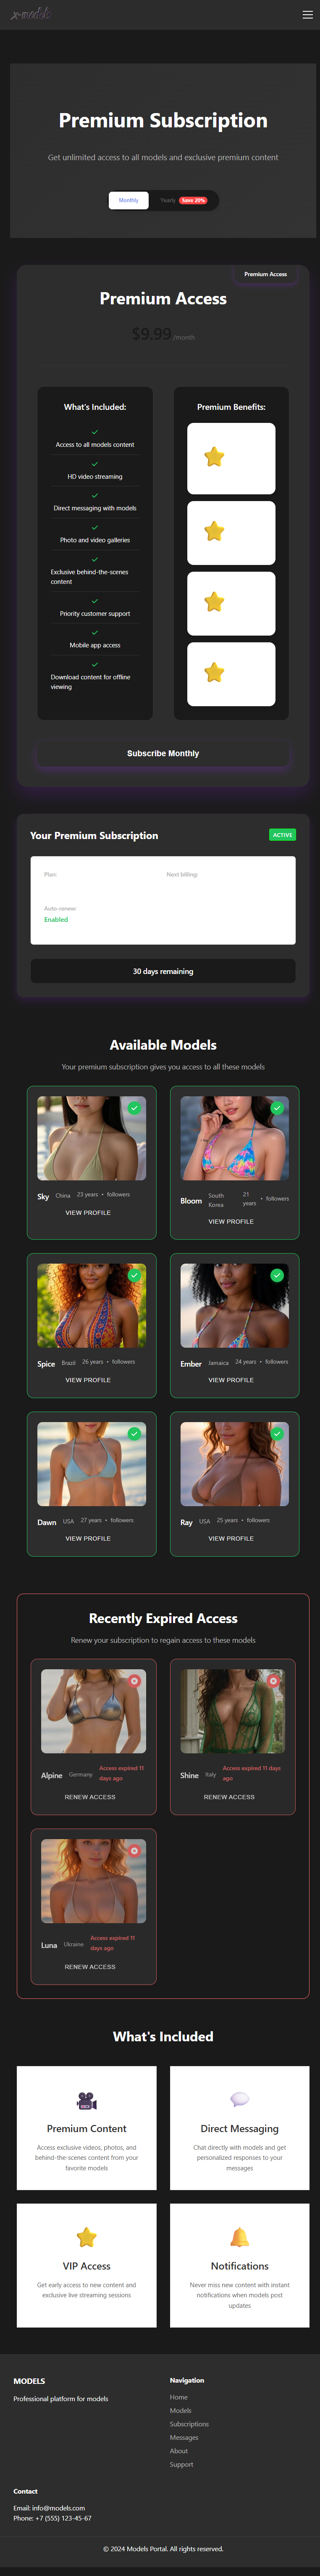 x-models
Premium Subscription
Get unlimited access to all models and exclusive premium content
Monthly
Yearly
Save 20%
Premium Access
Premium Access
$9.99 /month
What's Included:
Access to all models content
HD video streaming
Direct messaging with models
Photo and video galleries
Exclusive behind-the-scenes
content
Priority customer support
Mobile app access
Download content for offline
viewing
Premium Benefits:
Subscribe Monthly
Your Premium Subscription
ACTIVE
Plan:
Next billing:
Auto-renew:
Enabled
30 days remaining
Available Models
Your premium subscription gives you access to all these models
Sky China 23 years • followers
VIEW PROFILE
Bloom South Korea 21 years • followers
VIEW PROFILE
Spice Brazil 26 years • followers
VIEW PROFILE
Ember Jamaica 24 years • followers
VIEW PROFILE
Dawn USA 27 years • followers
VIEW PROFILE
Ray USA 25 years • followers
VIEW PROFILE
Recently Expired Access
Renew your subscription to regain access to these models
Alpine Germany Access expired 11 days ago
RENEW ACCESS
Shine Italy Access expired 11 days ago
RENEW ACCESS
Luna Ukraine Access expired 11 days ago
RENEW ACCESS
What's Included
Premium Content
Access exclusive videos, photos, and
behind-the-scenes content from your
favorite models
Direct Messaging
Chat directly with models and get
personalized responses to your
messages
VIP Access
Get early access to new content and
exclusive live streaming sessions
Notifications
Never miss new content with instant
notifications when models post
updates
MODELS
Professional platform for models
Navigation
Home
Models
Subscriptions
Messages
About
Support
Contact
Email: info@models.com
Phone: +7 (555) 123-45-67
© 2024 Models Portal. All rights reserved.